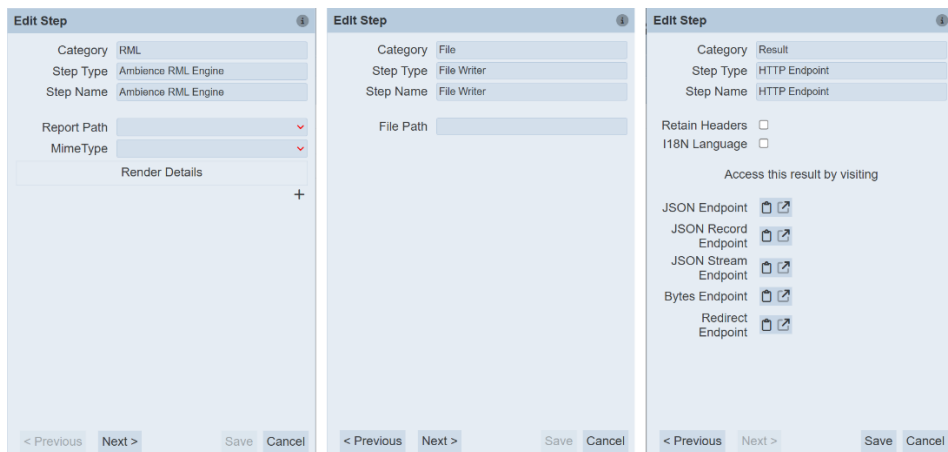 Edit Step
Category RML
Step Type Ambience RML Engine
Step Name Ambience RML Engine
Report Path
MimeType
Render Details
+
< Previous Next > Save Cancel
Edit Step
Category File
Step Type File Writer
Step Name File Writer
File Path
< Previous Next > Save Cancel
Edit Step
Category Result
Step Type HTTP Endpoint
Step Name HTTP Endpoint
Retain Headers
I18N Language
Access this result by visiting
JSON Endpoint
JSON Record
Endpoint
JSON Stream
Endpoint
Bytes Endpoint
Redirect
Endpoint
< Previous Next > Save Cancel